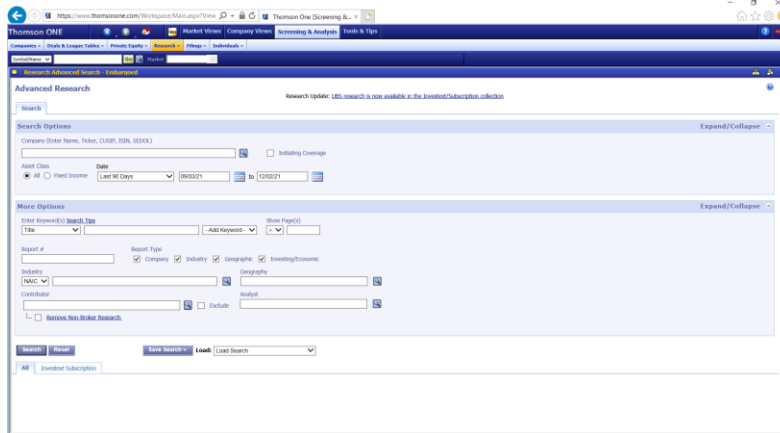 https://www.thomsonone.com/Workspace/Main.aspx?View
Thomson One [Screening &...
Thomson ONE
Market Views Company Views Screening & Analysis Tools & Tips
Companies Deals & League Tables Private Equity Research Filings Individuals
Symbol/Name Go Market
Research Advanced Search - Embargoed
Advanced Research
Research Update: UBS research is now available in the Investext/Subscription collection
Search
Search Options Expand/Collapse
Company (Enter Name, Ticker, CUSIP, ISIN, SEDOL)
Initiating Coverage
Asset Class Date
All Fixed Income Last 90 Days 09/03/21 to 12/02/21
More Options Expand/Collapse
Enter Keyword(s) Search Tips Show Page(s)
Title - Add Keyword - >
Report # Report Type
Company Industry Geographic Investing/Economic
Industry Geography
NAIC
Contributor Analyst
Exclude
Remove Non-Broker Research
Search Reset Save Search Load: Load Search
All Investext Subscription